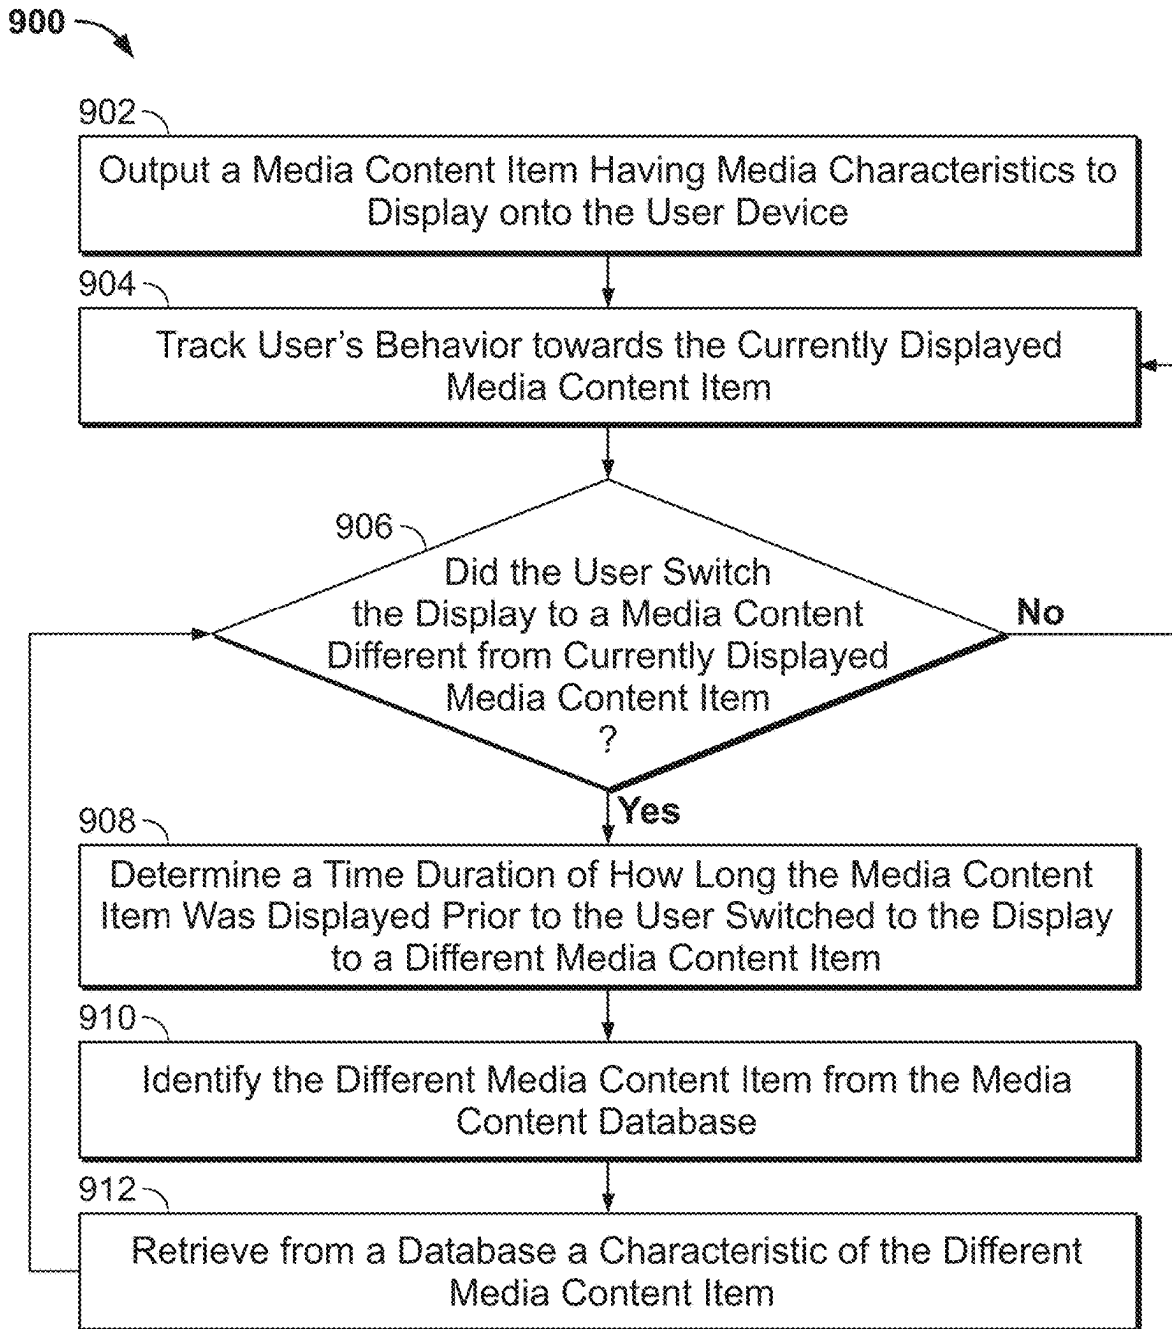 900
902
Output a Media Content Item Having Media Characteristics to
Display onto the User Device
904
Track User's Behavior towards the Currently Displayed
Media Content Item
906
Did the User Switch
the Display to a Media Content
Different from Currently Displayed
Media Content Item
?
No
Yes
908
Determine a Time Duration of How Long the Media Content
Item Was Displayed Prior to the User Switched to the Display
to a Different Media Content Item
910
Identify the Different Media Content Item from the Media
Content Database
912
Retrieve from a Database a Characteristic of the Different
Media Content Item